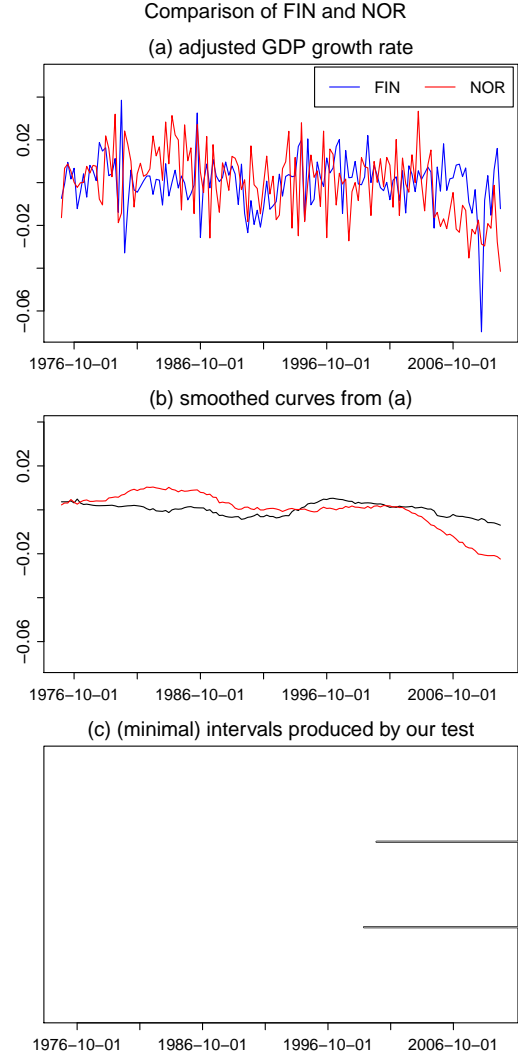 Comparison of FIN and NOR
(a) adjusted GDP growth rate
FIN NOR
0.02
−0.02
−0.06
1976−10−01 1986−10−01 1996−10−01 2006−10−01
(b) smoothed curves from (a)
0.02
−0.02
−0.06
1976−10−01 1986−10−01 1996−10−01 2006−10−01
(c) (minimal) intervals produced by our test
1976−10−01 1986−10−01 1996−10−01 2006−10−01